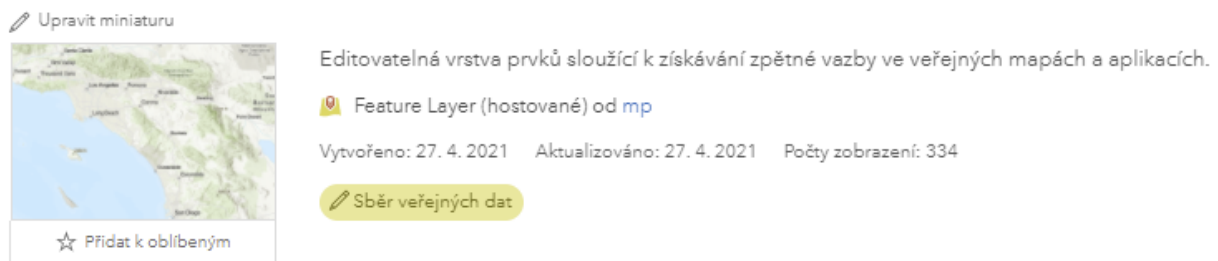 Upravit miniaturu
Editovatelná vrstva prvků sloužící k získávání zpětné vazby ve veřejných mapách a aplikacích.
Feature Layer (hostované) od mp
Vytvořeno: 27. 4. 2021 Aktualizováno: 27. 4. 2021 Počty zobrazení: 334
Sběr veřejných dat
Přidat k oblíbeným